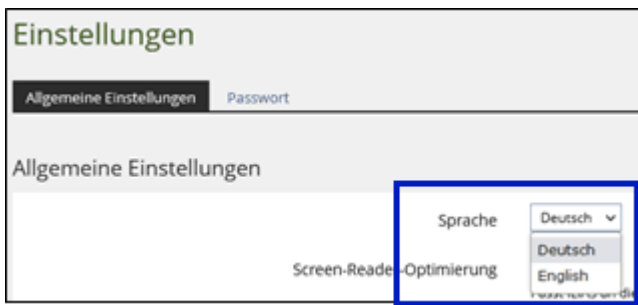 Einstellungen
Allgemeine Einstellungen Passwort
Allgemeine Einstellungen
Sprache Deutsch
Deutsch
Screen-Reader-Optimierung English